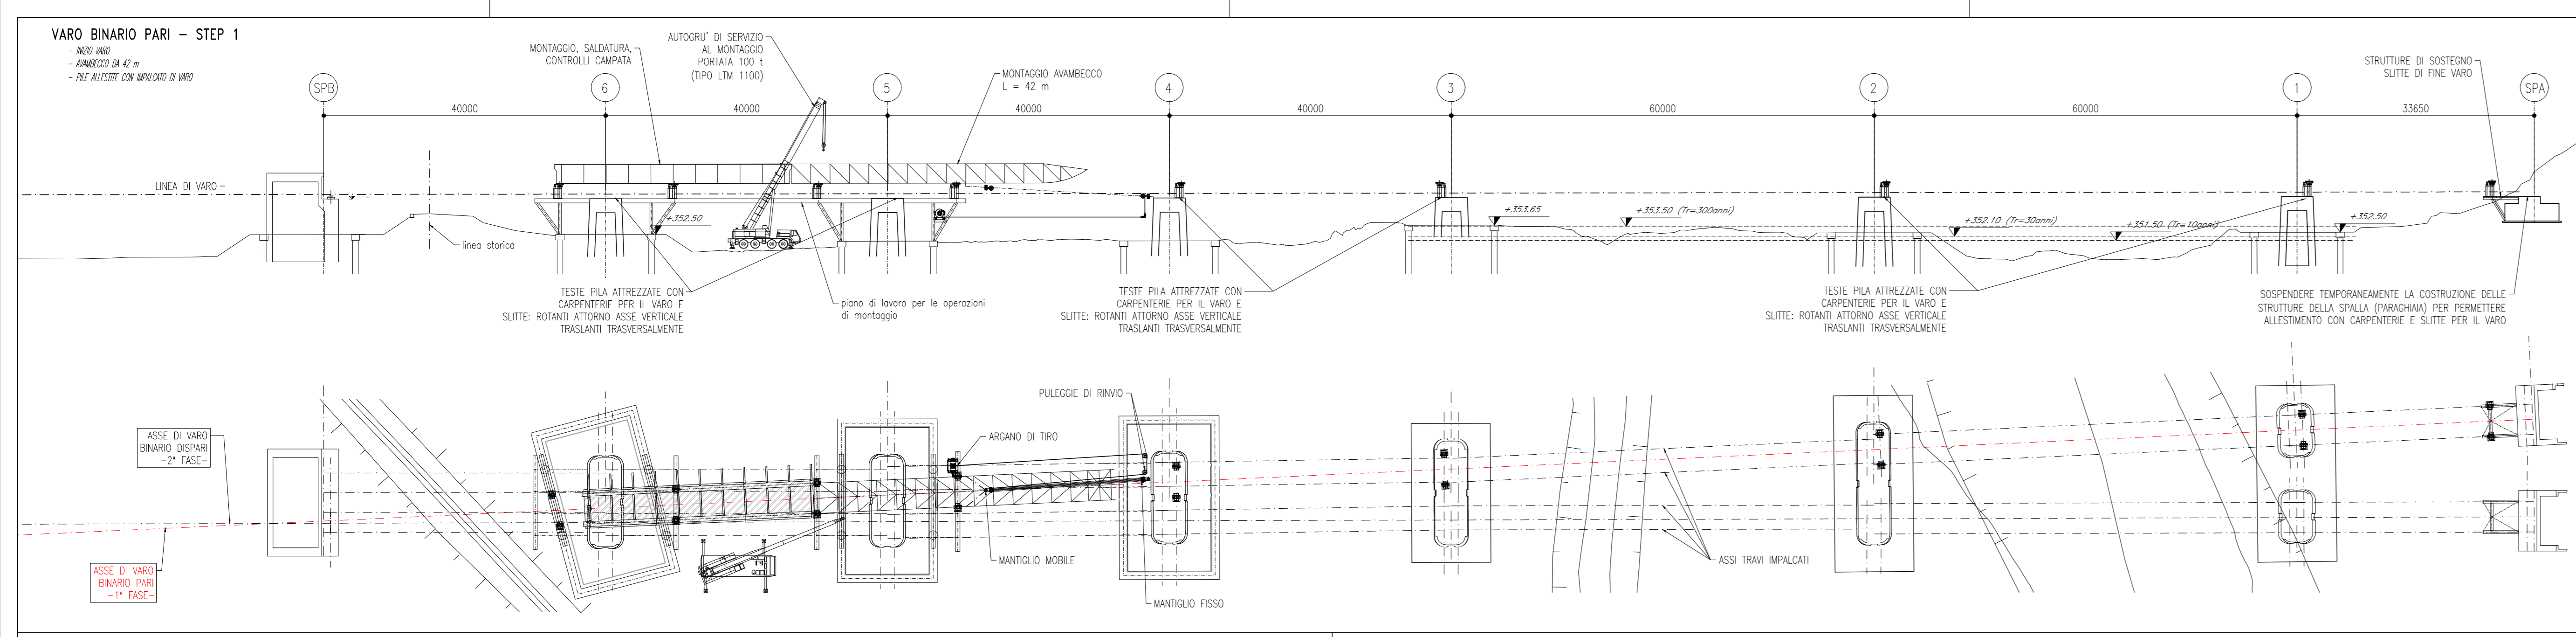 VARO BINARIO PARI - STEP 1
- INIZIO VARO
- AVAMBECCO DA 42 m
- PILE ALLESTITE CON IMPALCATO DI VARO
MONTAGGIO, SALDATURA,
CONTROLLI CAMPATA
AUTOGRU' DI SERVIZIO
AL MONTAGGIO
PORTATA 100 t
(TIPO LTM 1100)
MONTAGGIO AVAMBECCO
L = 42 m
STRUTTURE DI SOSTEGNO
SLITTE DI FINE VARO
SPB
6
5
4
3
2
1
SPA
40000
40000
40000
40000
60000
60000
33650
LINEA DI VARO
linea storica
+352.50
+353.65
+353.50 (Tr=300anni)
+352.10 (Tr=30anni)
+351.50 (Tr=10anni)
+352.50
TESTE PILA ATTREZZATE CON
CARPENTERIE PER IL VARO E
SLITTE: ROTANTI ATTORNO ASSE VERTICALE
TRASLANTI TRASVERSALMENTE
piano di lavoro per le operazioni
di montaggio
TESTE PILA ATTREZZATE CON
CARPENTERIE PER IL VARO E
SLITTE: ROTANTI ATTORNO ASSE VERTICALE
TRASLANTI TRASVERSALMENTE
TESTE PILA ATTREZZATE CON
CARPENTERIE PER IL VARO E
SLITTE: ROTANTI ATTORNO ASSE VERTICALE
TRASLANTI TRASVERSALMENTE
SOSPENDERE TEMPORANEAMENTE LA COSTRUZIONE DELLE
STRUTTURE DELLA SPALLA (PARAGHIAIA) PER PERMETTERE
ALLESTIMENTO CON CARPENTERIE E SLITTE PER IL VARO
PULEGGIE DI RINVIO
ARGANO DI TIRO
ASSE DI VARO
BINARIO DISPARI
-2ª FASE-
ASSE DI VARO
BINARIO PARI
-1ª FASE-
MANTIGLIO MOBILE
MANTIGLIO FISSO
ASSI TRAVI IMPALCATI